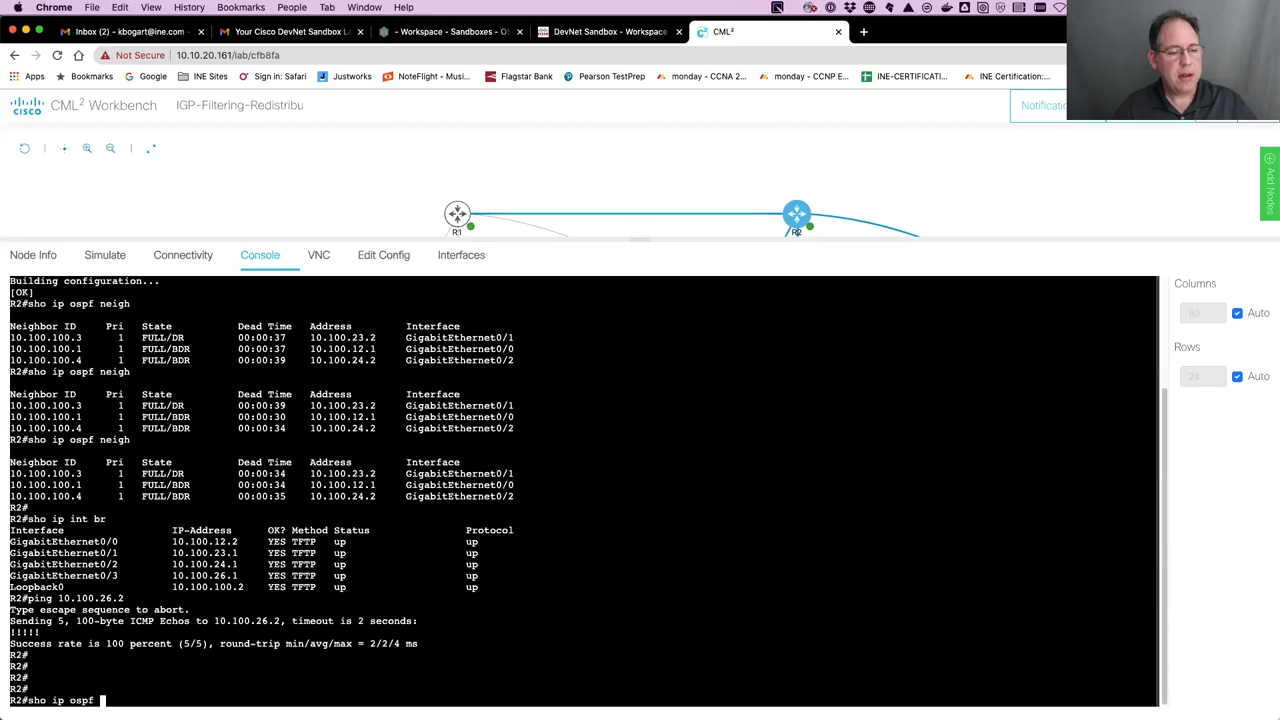 Chrome File Edit View History Bookmarks People Tab Window Help
Inbox (7) - kbogart@ine.com - Your Cisco DevNet Sandbox La - Workspace - Sandboxes - OS DevNet Sandbox - Workspace CML²
Not Secure 10.10.20.161/lab/cfb8fa
Apps Bookmarks Google INE Sites Sign in: Safari Justworks NoteFlight - Musi... Flagstar Bank Pearson TestPrep monday - CCNA 2... monday - CCNP E... INE-CERTIFICATI... INE Certification:...
CISCO CML² Workbench IGP-Filtering-Redistribu Notificatio
Add Nodes
R1 R2
Node Info Simulate Connectivity Console VNC Edit Config Interfaces
Columns
80 Auto
Rows
24 Auto
Building configuration...
[OK]
R2#sho ip ospf neigh
Neighbor ID Pri State Dead Time Address Interface
10.100.100.3 1 FULL/DR 00:00:37 10.100.23.2 GigabitEthernet0/1
10.100.100.1 1 FULL/BDR 00:00:37 10.100.12.1 GigabitEthernet0/0
10.100.100.4 1 FULL/BDR 00:00:39 10.100.24.2 GigabitEthernet0/2
R2#sho ip ospf neigh
Neighbor ID Pri State Dead Time Address Interface
10.100.100.3 1 FULL/DR 00:00:39 10.100.23.2 GigabitEthernet0/1
10.100.100.1 1 FULL/BDR 00:00:30 10.100.12.1 GigabitEthernet0/0
10.100.100.4 1 FULL/BDR 00:00:34 10.100.24.2 GigabitEthernet0/2
R2#sho ip ospf neigh
Neighbor ID Pri State Dead Time Address Interface
10.100.100.3 1 FULL/DR 00:00:34 10.100.23.2 GigabitEthernet0/1
10.100.100.1 1 FULL/BDR 00:00:34 10.100.12.1 GigabitEthernet0/0
10.100.100.4 1 FULL/BDR 00:00:35 10.100.24.2 GigabitEthernet0/2
R2#
R2#sho ip int br
Interface IP-Address OK? Method Status Protocol
GigabitEthernet0/0 10.100.12.2 YES TFTP up up
GigabitEthernet0/1 10.100.23.1 YES TFTP up up
GigabitEthernet0/2 10.100.24.1 YES TFTP up up
GigabitEthernet0/3 10.100.26.1 YES TFTP up up
Loopback0 10.100.100.2 YES TFTP up up
R2#ping 10.100.26.2
Type escape sequence to abort.
Sending 5, 100-byte ICMP Echos to 10.100.26.2, timeout is 2 seconds:
!!!!!
Success rate is 100 percent (5/5), round-trip min/avg/max = 2/2/4 ms
R2#
R2#
R2#
R2#
R2#sho ip ospf